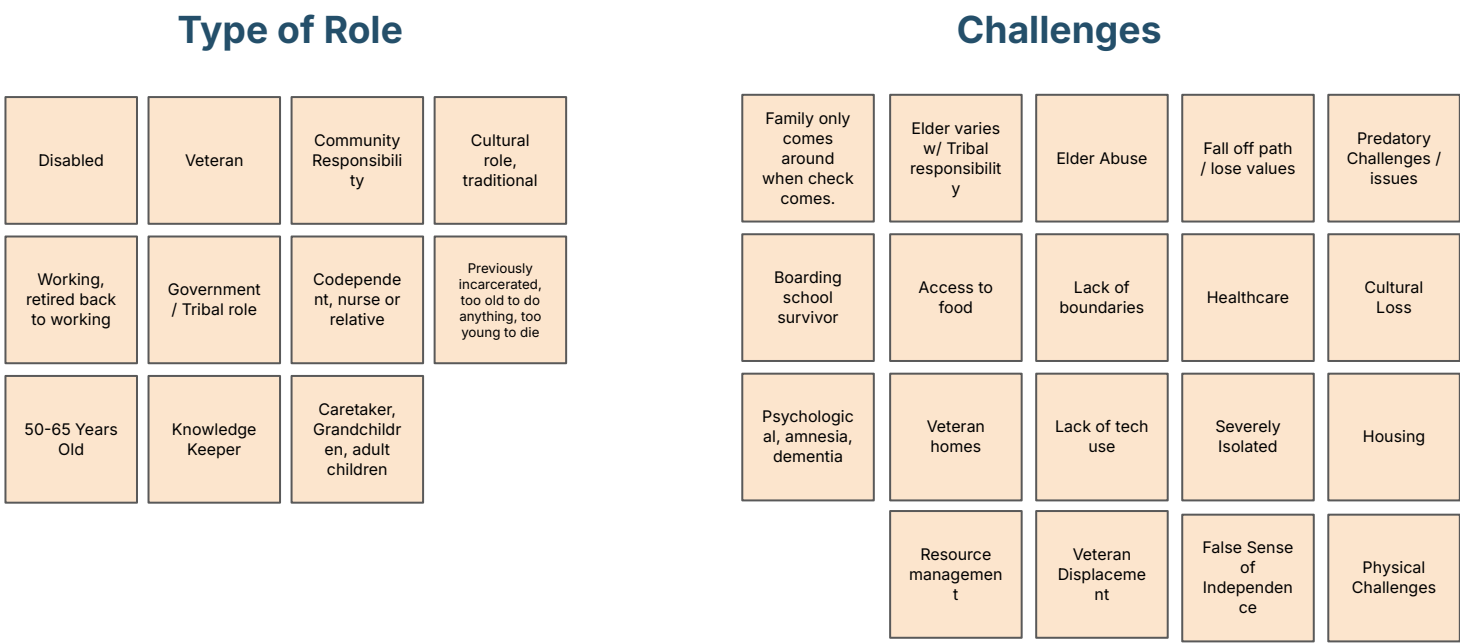 Type of Role
Disabled
Veteran
Community
Responsibili
ty
Cultural
role,
traditional
Working,
retired back
to working
Government
/ Tribal role
Codepende
nt, nurse or
relative
Previously
incarcerated,
too old to do
anything, too
young to die
50-65 Years
Old
Knowledge
Keeper
Caretaker,
Grandchildr
en, adult
children
Challenges
Family only
comes
around
when check
comes.
Elder varies
w/ Tribal
responsibilit
y
Elder Abuse
Fall off path
/ lose values
Predatory
Challenges /
issues
Boarding
school
survivor
Access to
food
Lack of
boundaries
Healthcare
Cultural
Loss
Psychologic
al, amnesia,
dementia
Veteran
homes
Lack of tech
use
Severely
Isolated
Housing
Resource
managemen
t
Veteran
Displaceme
nt
False Sense
of
Independen
ce
Physical
Challenges